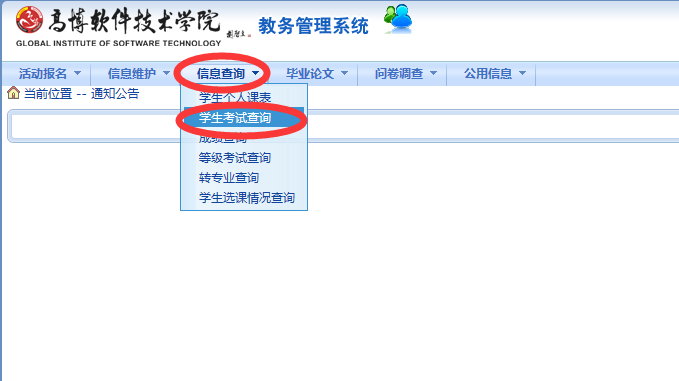 高博软件技术学院
GLOBAL INSTITUTE OF SOFTWARE TECHNOLOGY
教务管理系统
活动报名 信息维护 信息查询 毕业论文 问卷调查 公用信息
当前位置 -- 通知公告
学生个人课表
学生考试查询
成绩查询
等级考试查询
转专业查询
学生选课情况查询